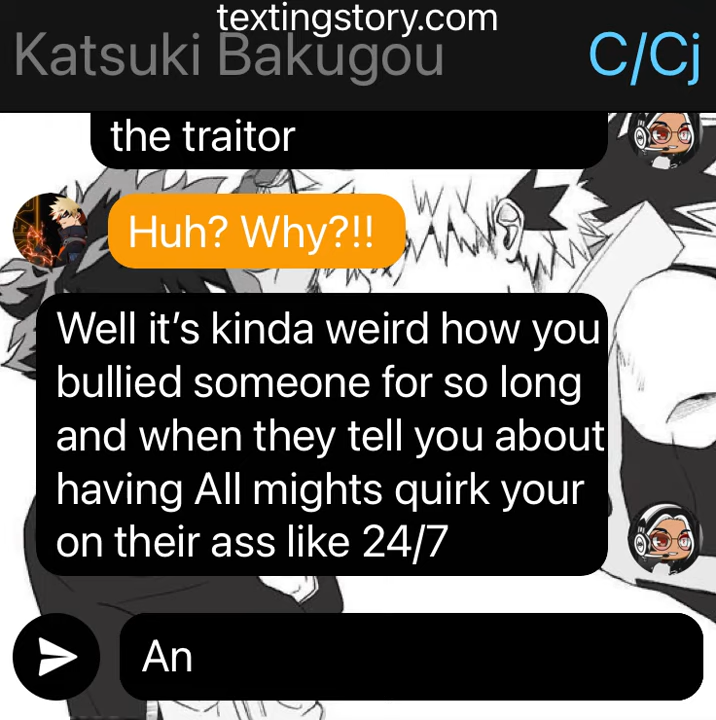 textingstory.com
Katsuki Bakugou
C/Cj
the traitor
Huh? Why?!!
Well it’s kinda weird how you
bullied someone for so long
and when they tell you about
having All mights quirk your
on their ass like 24/7
An